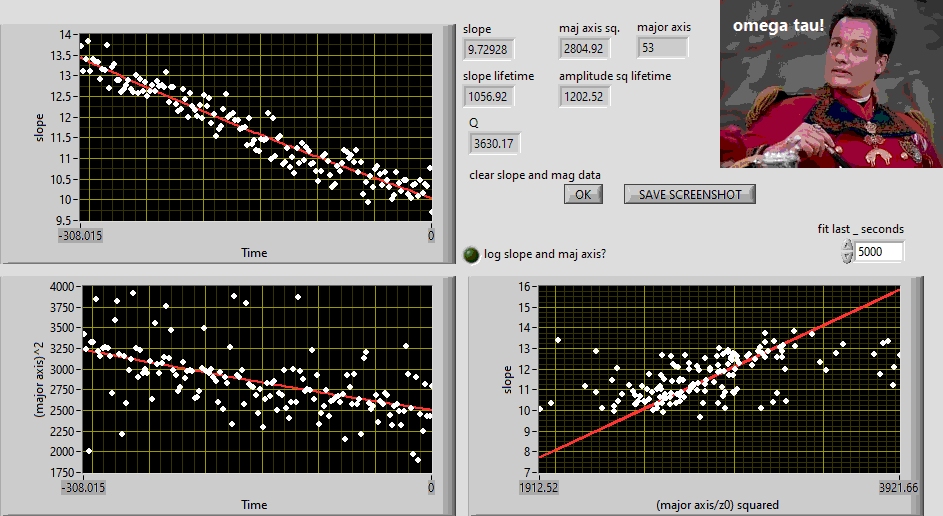 slope
maj axis sq.
major axis
9.72928
2804.92
53
slope lifetime
amplitude sq lifetime
1056.92
1202.52
Q
3630.17
omega tau!
clear slope and mag data
OK
SAVE SCREENSHOT
fit last _ seconds
5000
log slope and maj axis?
14
13.5
13
12.5
12
11.5
11
10.5
10
9.5
slope
-308.015
0
Time
4000
3750
3500
3250
3000
2750
2500
2250
2000
1750
(major axis)^2
-308.015
0
Time
16
15
14
13
12
11
10
9
8
7
slope
1912.52
3921.66
(major axis/z0) squared